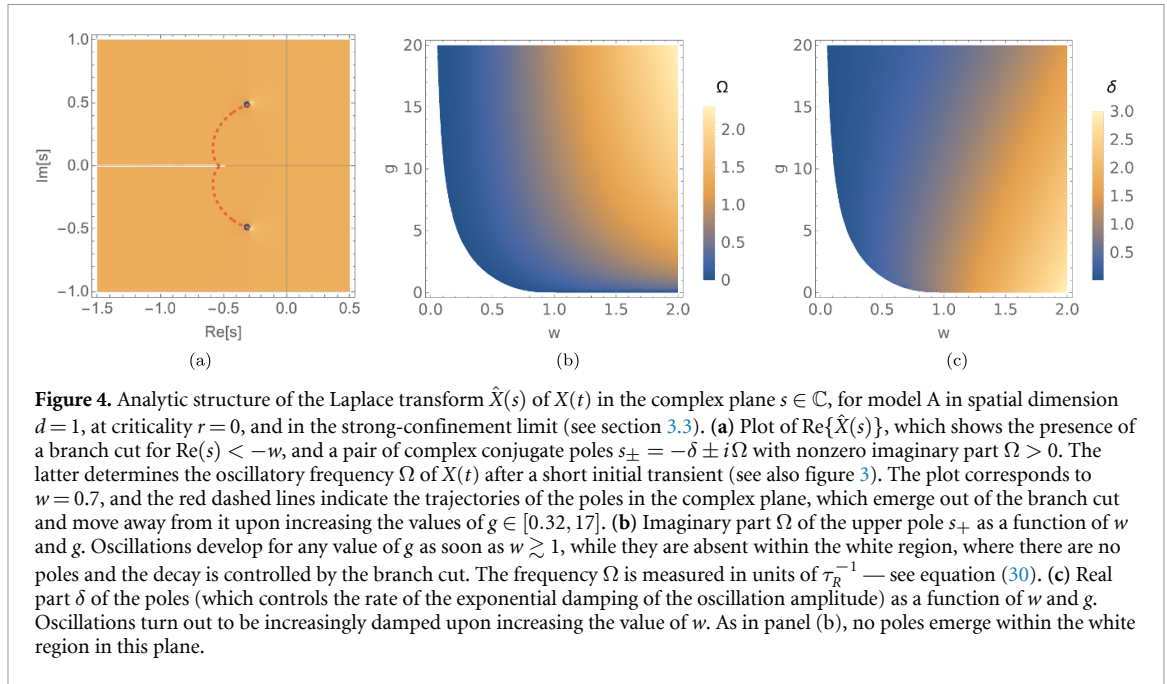 1.0
0.5
0.0
−0.5
−1.0
Im[s]
−1.5
−1.0
−0.5
0.0
0.5
Re[s]
(a)
20
15
10
5
0
g
0.0
0.5
1.0
1.5
2.0
w
Ω
2.0
1.5
1.0
0.5
0
(b)
20
15
10
5
0
g
0.0
0.5
1.0
1.5
2.0
w
δ
3.0
2.5
2.0
1.5
1.0
0.5
(c)
Figure 4. Analytic structure of the Laplace transform X̂(s) of X(t) in the complex plane s ∈ ℂ, for model A in spatial dimension
d = 1, at criticality r = 0, and in the strong-confinement limit (see section 3.3). (a) Plot of Re{X̂(s)}, which shows the presence of
a branch cut for Re(s) < −w, and a pair of complex conjugate poles s± = −δ ± iΩ with nonzero imaginary part Ω > 0. The
latter determines the oscillatory frequency Ω of X(t) after a short initial transient (see also figure 3). The plot corresponds to
w = 0.7, and the red dashed lines indicate the trajectories of the poles in the complex plane, which emerge out of the branch cut
and move away from it upon increasing the values of g ∈ [0.32, 17]. (b) Imaginary part Ω of the upper pole s+ as a function of w
and g. Oscillations develop for any value of g as soon as w ≳ 1, while they are absent within the white region, where there are no
poles and the decay is controlled by the branch cut. The frequency Ω is measured in units of τ_R^{−1} — see equation (30). (c) Real
part δ of the poles (which controls the rate of the exponential damping of the oscillation amplitude) as a function of w and g.
Oscillations turn out to be increasingly damped upon increasing the value of w. As in panel (b), no poles emerge within the white
region in this plane.